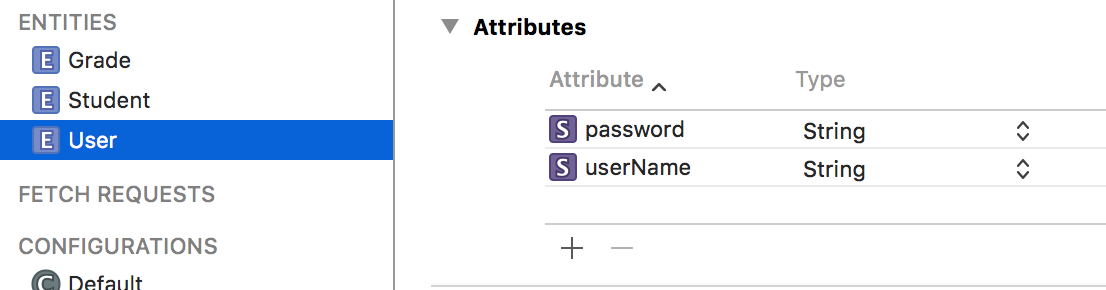 ENTITIES
E Grade
E Student
E User
FETCH REQUESTS
CONFIGURATIONS
C Default
Attributes
Attribute Type
S password String
S userName String